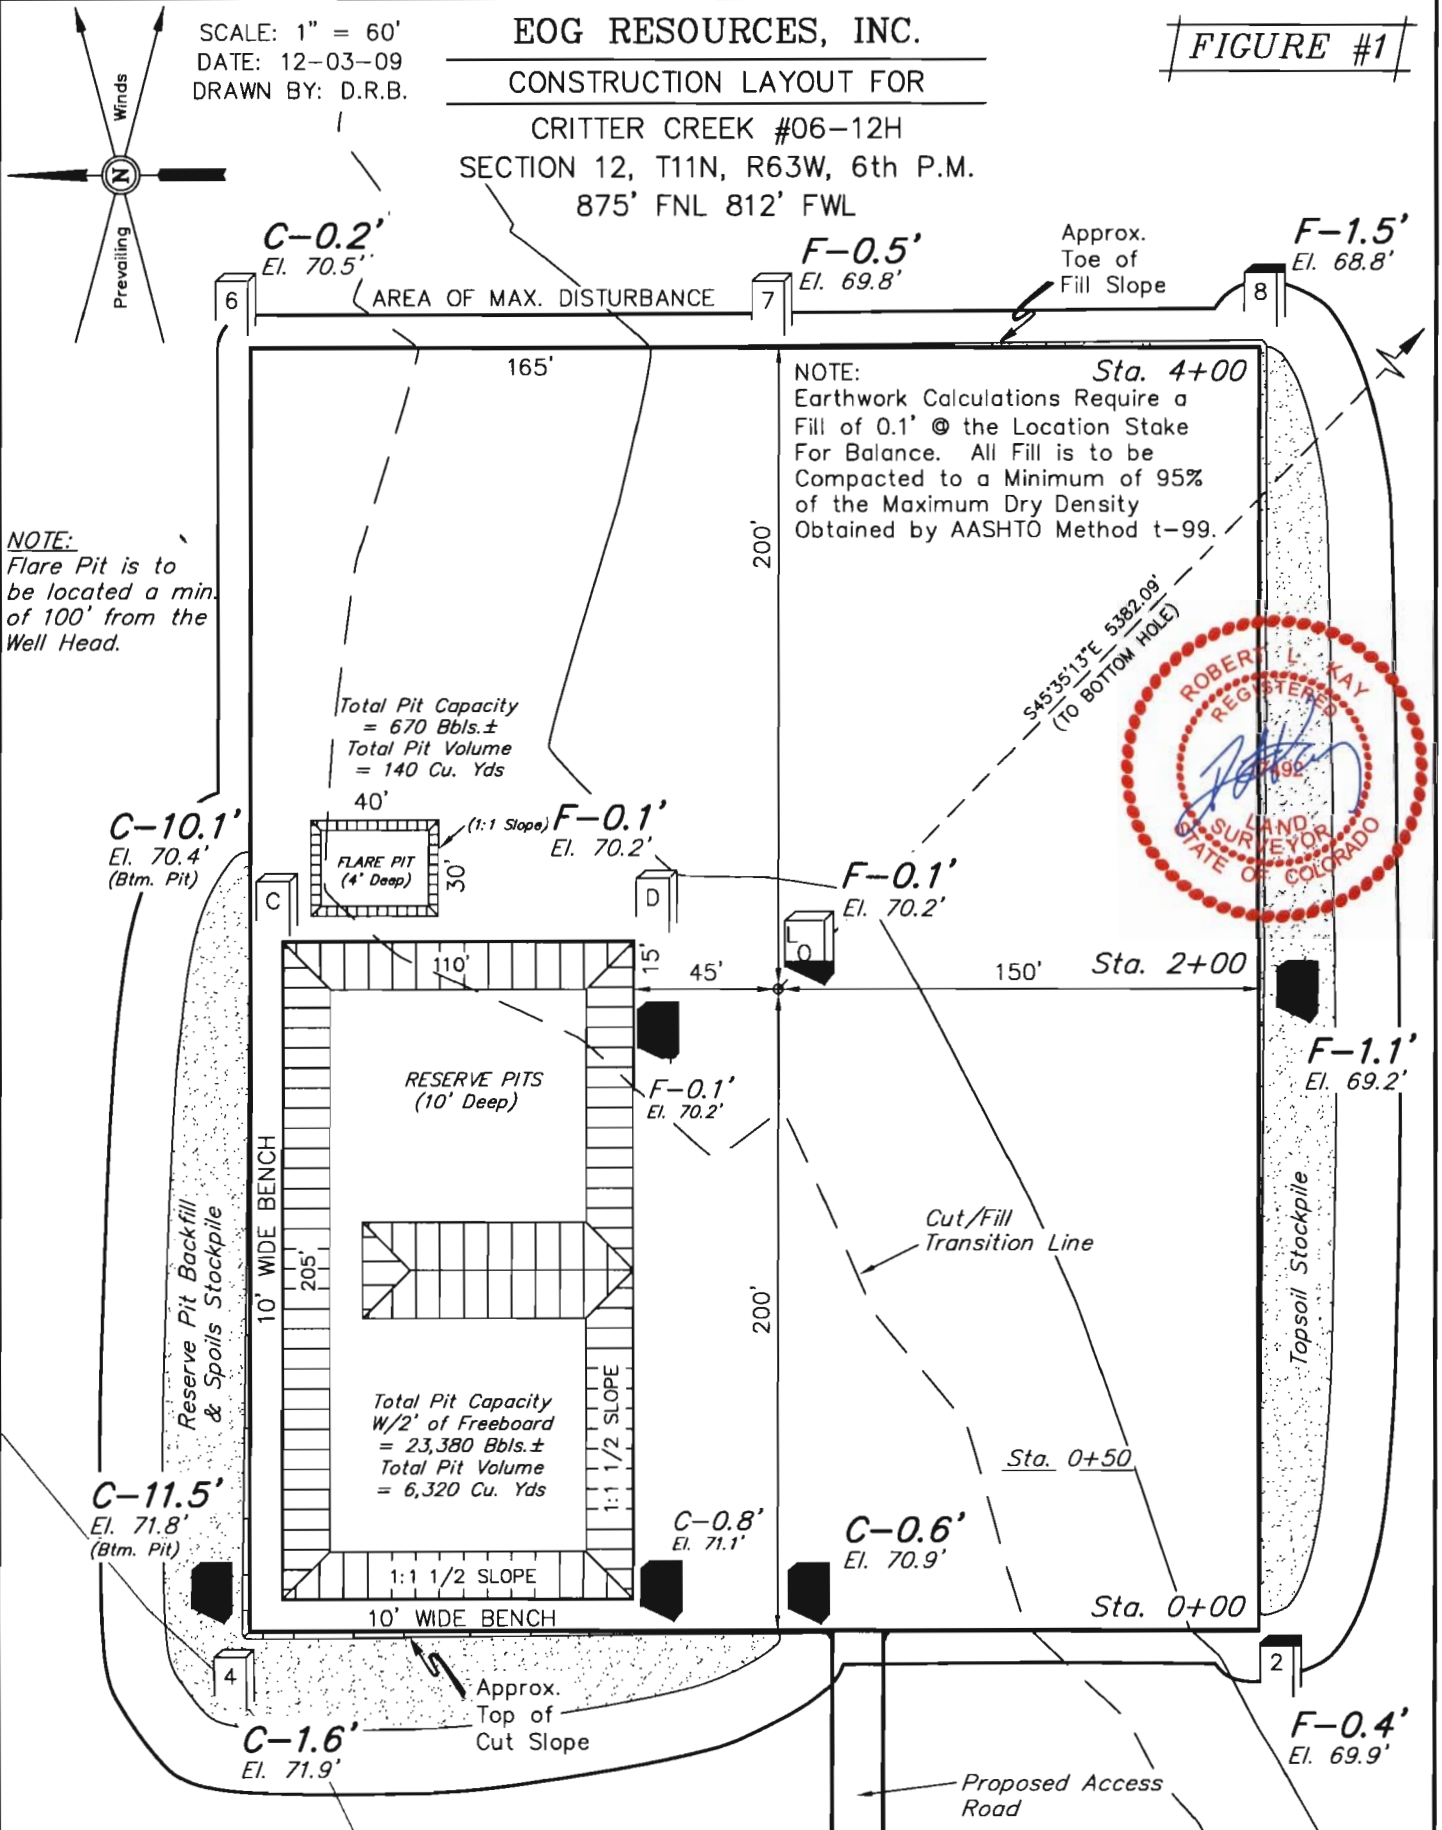 SCALE: 1" = 60'
DATE: 12-03-09
DRAWN BY: D.R.B.
EOG RESOURCES, INC.
CONSTRUCTION LAYOUT FOR
CRITTER CREEK #06-12H
SECTION 12, T11N, R63W, 6th P.M.
875' FNL 812' FWL
FIGURE #1
Winds
N
Prevailing
C-0.2'
El. 70.5'
6
AREA OF MAX. DISTURBANCE
F-0.5'
El. 69.8'
7
Approx.
Toe of
Fill Slope
F-1.5'
El. 68.8'
8
165'
NOTE:
Earthwork Calculations Require a
Fill of 0.1' @ the Location Stake
For Balance. All Fill is to be
Compacted to a Minimum of 95%
of the Maximum Dry Density
Obtained by AASHTO Method t-99.
Sta. 4+00
200'
NOTE:
Flare Pit is to
be located a min.
of 100' from the
Well Head.
S45°35'13"E 5382.09'
(TO BOTTOM HOLE)
ROBERT L. KAY
REGISTERED
LAND
SURVEYOR
STATE OF COLORADO
Total Pit Capacity
= 670 Bbls.±
Total Pit Volume
= 140 Cu. Yds
40'
(1:1 Slope)
FLARE PIT
(4' Deep)
30'
C-10.1'
El. 70.4'
(Btm. Pit)
C
F-0.1'
El. 70.2'
D
F-0.1'
El. 70.2'
L
O
110'
15'
45'
150'
Sta. 2+00
RESERVE PITS
(10' Deep)
F-0.1'
El. 70.2'
F-1.1'
El. 69.2'
10' WIDE BENCH
205'
Reserve Pit Backfill
& Spoils Stockpile
Cut/Fill
Transition Line
200'
Topsoil Stockpile
Total Pit Capacity
W/2' of Freeboard
= 23,380 Bbls.±
Total Pit Volume
= 6,320 Cu. Yds
1:1 1/2 SLOPE
Sta. 0+50
C-11.5'
El. 71.8'
(Btm. Pit)
C-0.8'
El. 71.1'
C-0.6'
El. 70.9'
1:1 1/2 SLOPE
10' WIDE BENCH
Sta. 0+00
4
2
Approx.
Top of
Cut Slope
C-1.6'
El. 71.9'
F-0.4'
El. 69.9'
Proposed Access
Road